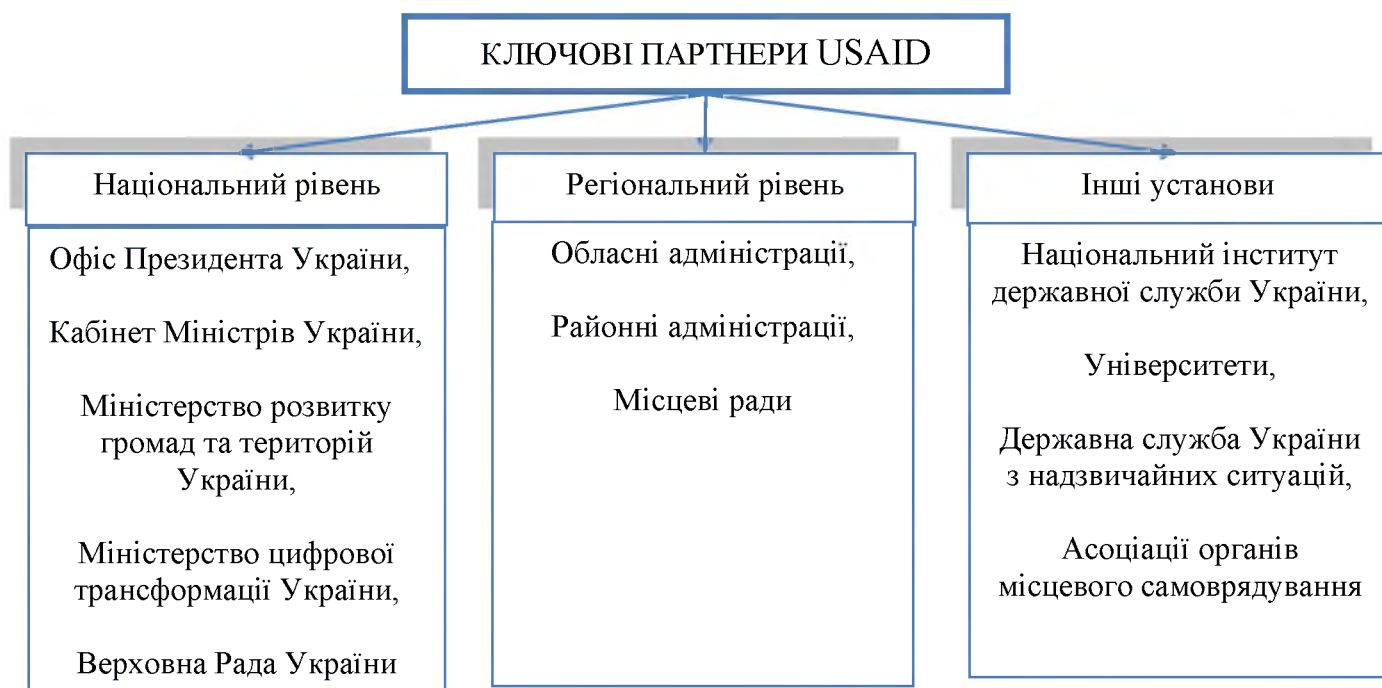 КЛЮЧОВІ ПАРТНЕРИ USAID
Національний рівень
Офіс Президента України,
Кабінет Міністрів України,
Міністерство розвитку
громад та територій
України,
Міністерство цифрової
трансформації України,
Верховна Рада України
Регіональний рівень
Обласні адміністрації,
Районні адміністрації,
Місцеві ради
Інші установи
Національний інститут
державної служби України,
Університети,
Державна служба України
з надзвичайних ситуацій,
Асоціації органів
місцевого самоврядування